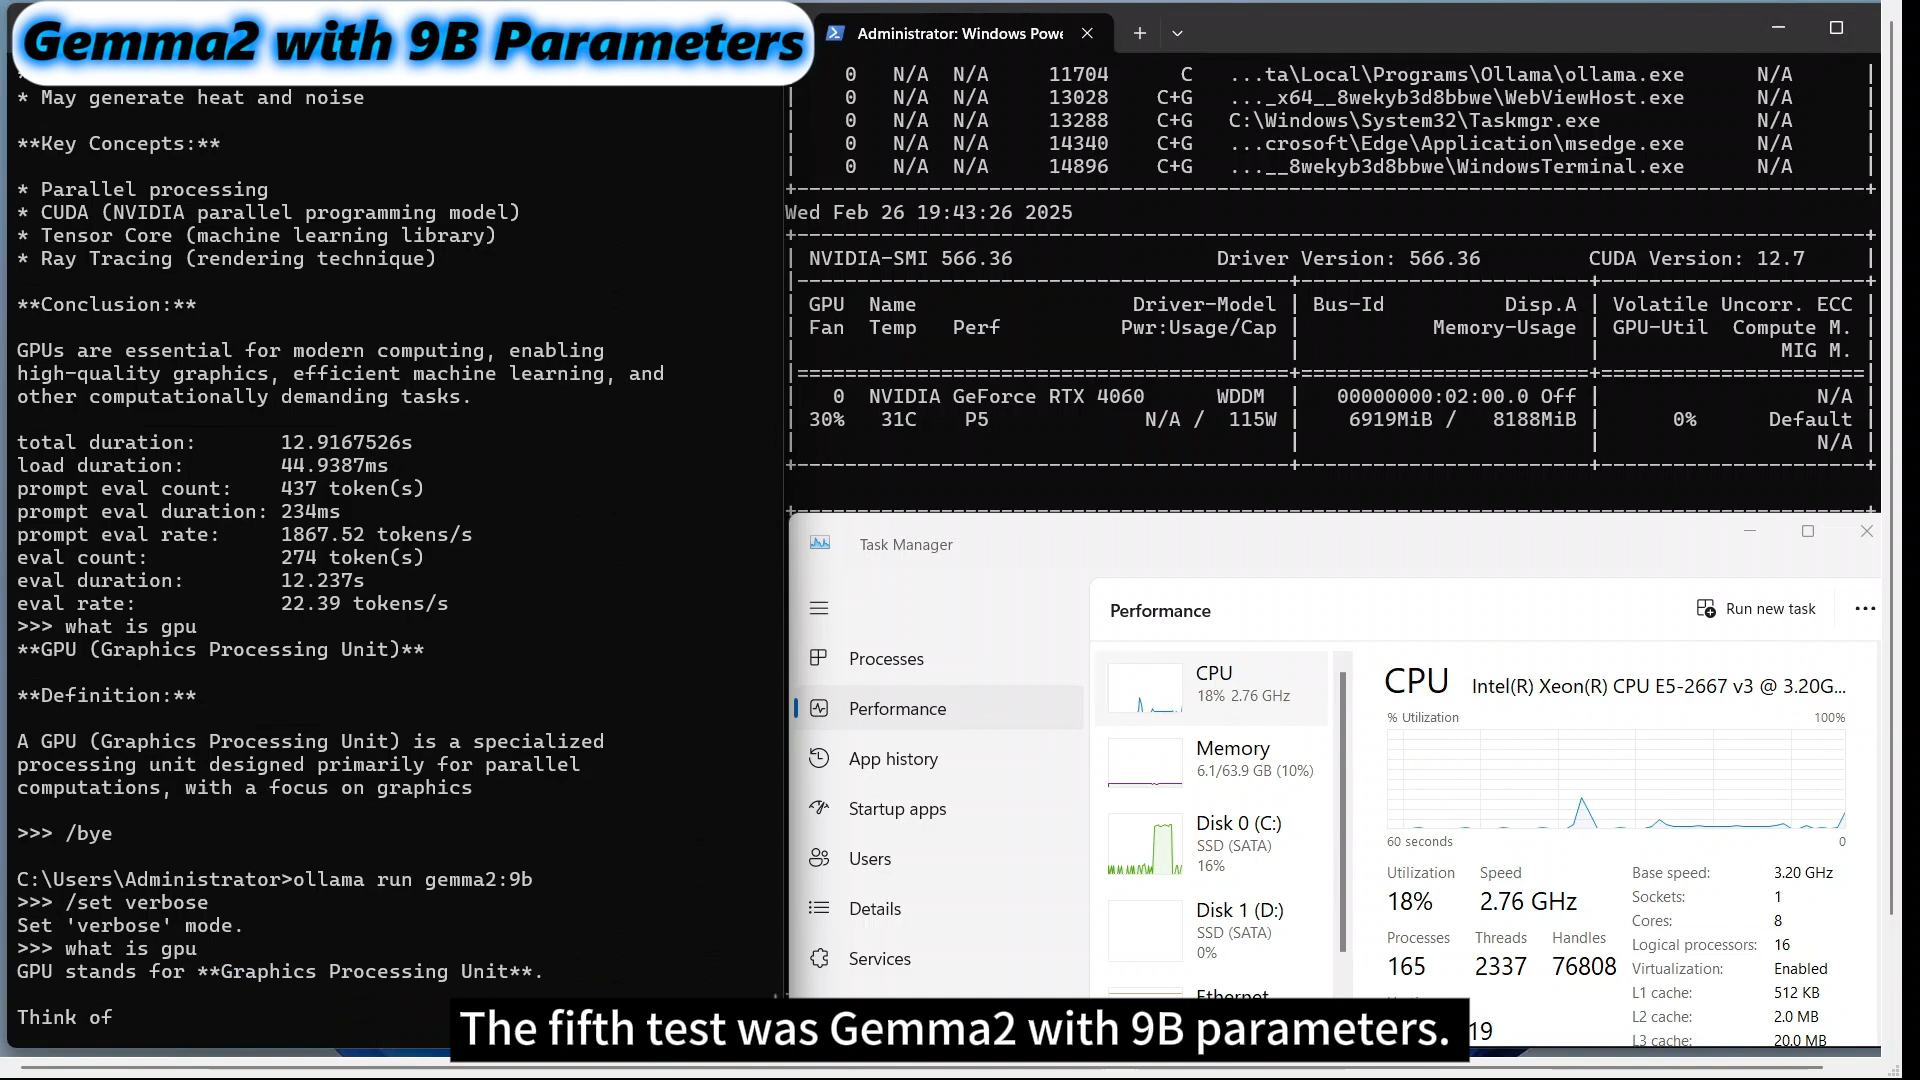 Gemma2 with 9B Parameters
* May generate heat and noise
**Key Concepts:**
* Parallel processing
* CUDA (NVIDIA parallel programming model)
* Tensor Core (machine learning library)
* Ray Tracing (rendering technique)
**Conclusion:**
GPUs are essential for modern computing, enabling
high-quality graphics, efficient machine learning, and
other computationally demanding tasks.
total duration: 12.9167526s
load duration: 44.9387ms
prompt eval count: 437 token(s)
prompt eval duration: 234ms
prompt eval rate: 1867.52 tokens/s
eval count: 274 token(s)
eval duration: 12.237s
eval rate: 22.39 tokens/s
>>> what is gpu
**GPU (Graphics Processing Unit)**
**Definition:**
A GPU (Graphics Processing Unit) is a specialized
processing unit designed primarily for parallel
computations, with a focus on graphics
>>> /bye
C:\Users\Administrator>ollama run gemma2:9b
>>> /set verbose
Set 'verbose' mode.
>>> what is gpu
GPU stands for **Graphics Processing Unit**.
Think of
Administrator: Windows Powe
0 N/A N/A 11704 C ...ta\Local\Programs\Ollama\ollama.exe N/A
0 N/A N/A 13028 C+G ..._x64__8wekyb3d8bbwe\WebViewHost.exe N/A
0 N/A N/A 13288 C+G C:\Windows\System32\Taskmgr.exe N/A
0 N/A N/A 14340 C+G ...crosoft\Edge\Application\msedge.exe N/A
0 N/A N/A 14896 C+G ...__8wekyb3d8bbwe\WindowsTerminal.exe N/A
Wed Feb 26 19:43:26 2025
NVIDIA-SMI 566.36 Driver Version: 566.36 CUDA Version: 12.7
GPU Name Driver-Model | Bus-Id Disp.A | Volatile Uncorr. ECC
Fan Temp Perf Pwr:Usage/Cap | Memory-Usage | GPU-Util Compute M.
MIG M.
0 NVIDIA GeForce RTX 4060 WDDM | 00000000:02:00.0 Off | N/A
30% 31C P5 N/A / 115W | 6919MiB / 8188MiB | 0% Default
N/A
Task Manager
Processes
Performance
App history
Startup apps
Users
Details
Services
Performance
Run new task
CPU
18% 2.76 GHz
Memory
6.1/63.9 GB (10%)
Disk 0 (C:)
SSD (SATA)
16%
Disk 1 (D:)
SSD (SATA)
0%
Ethernet
CPU Intel(R) Xeon(R) CPU E5-2667 v3 @ 3.20G...
% Utilization 100%
60 seconds 0
Utilization Speed
18% 2.76 GHz
Processes Threads Handles
165 2337 76808
19
Base speed: 3.20 GHz
Sockets: 1
Cores: 8
Logical processors: 16
Virtualization: Enabled
L1 cache: 512 KB
L2 cache: 2.0 MB
L3 cache: 20.0 MB
The fifth test was Gemma2 with 9B parameters.